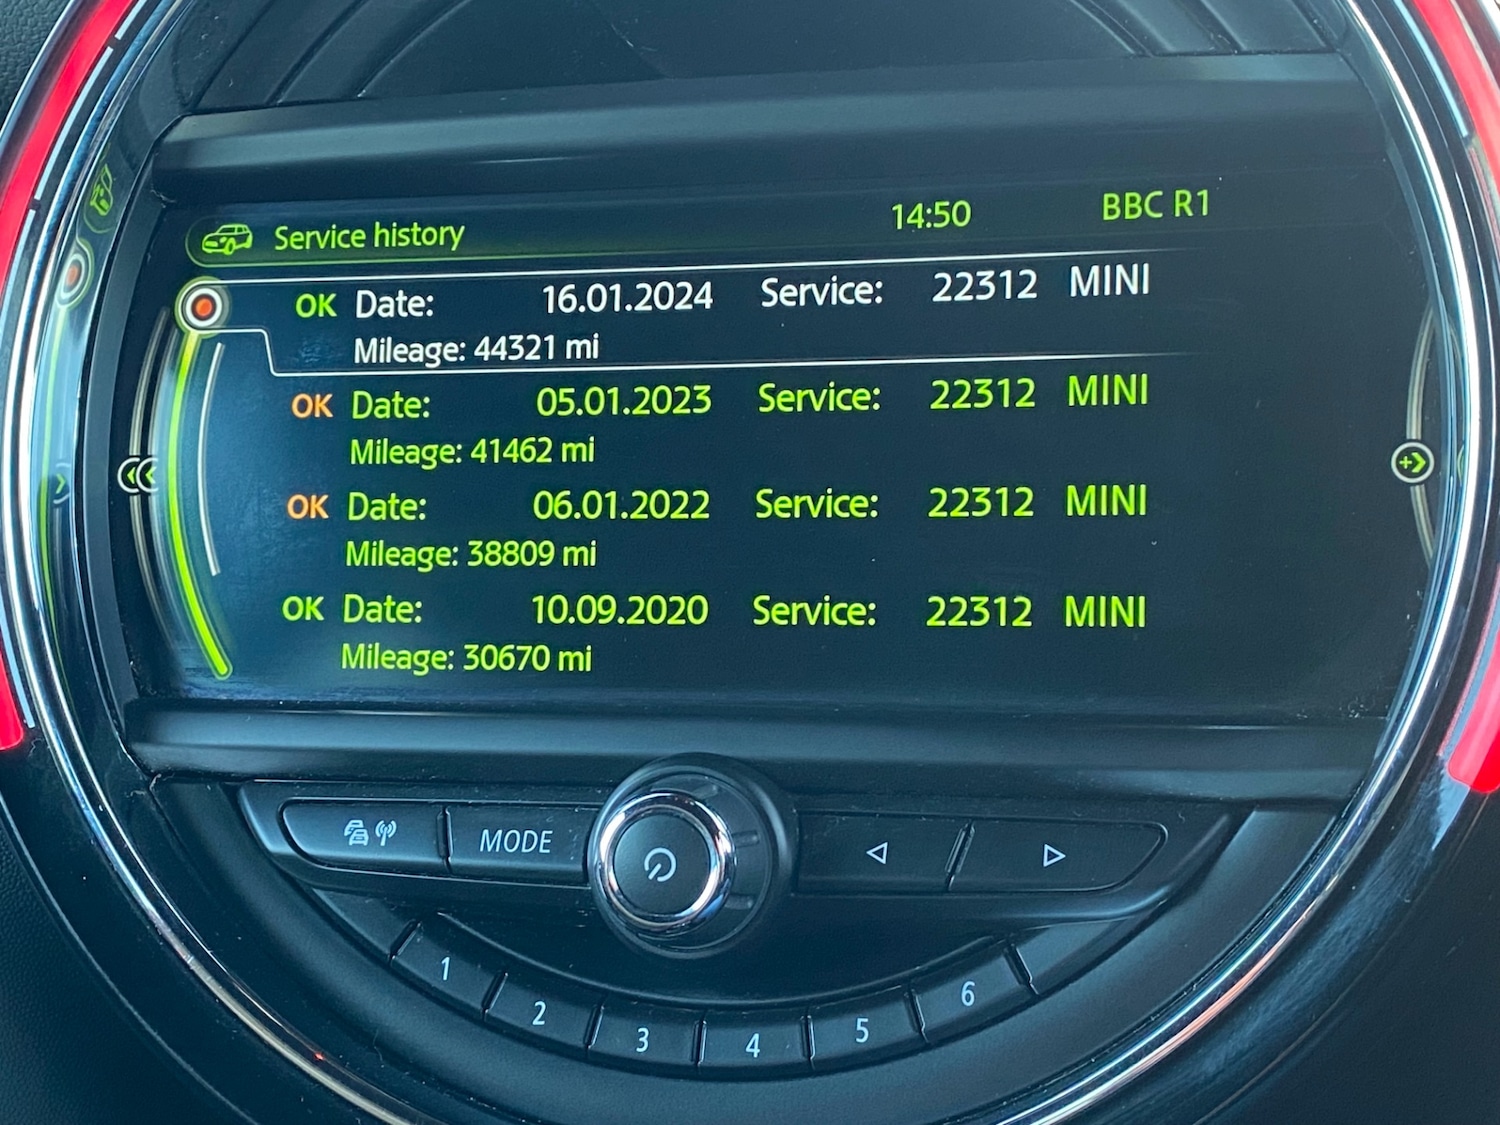 Service history 14:50 BBC R1
OK Date: 16.01.2024 Service: 22312 MINI
Mileage: 44321 mi
OK Date: 05.01.2023 Service: 22312 MINI
Mileage: 41462 mi
OK Date: 06.01.2022 Service: 22312 MINI
Mileage: 38809 mi
OK Date: 10.09.2020 Service: 22312 MINI
Mileage: 30670 mi
MODE
1 2 3 4 5 6